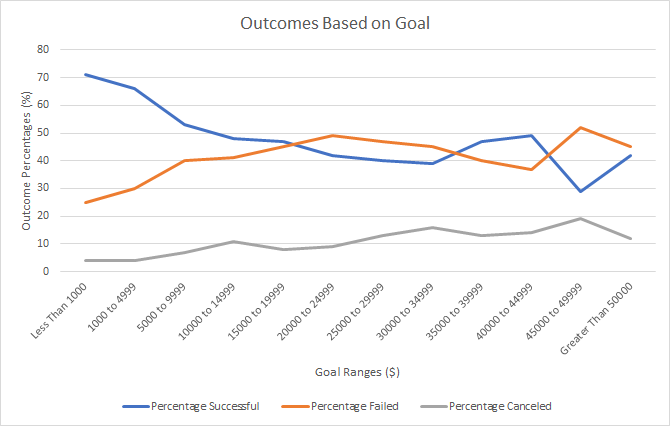 Outcomes Based on Goal
Outcome Percentages (%)
80
70
60
50
40
30
20
10
0
Less Than 1000
1000 to 4999
5000 to 9999
10000 to 14999
15000 to 19999
20000 to 24999
25000 to 29999
30000 to 34999
35000 to 39999
40000 to 44999
45000 to 49999
Greater Than 50000
Goal Ranges ($)
Percentage Successful
Percentage Failed
Percentage Canceled